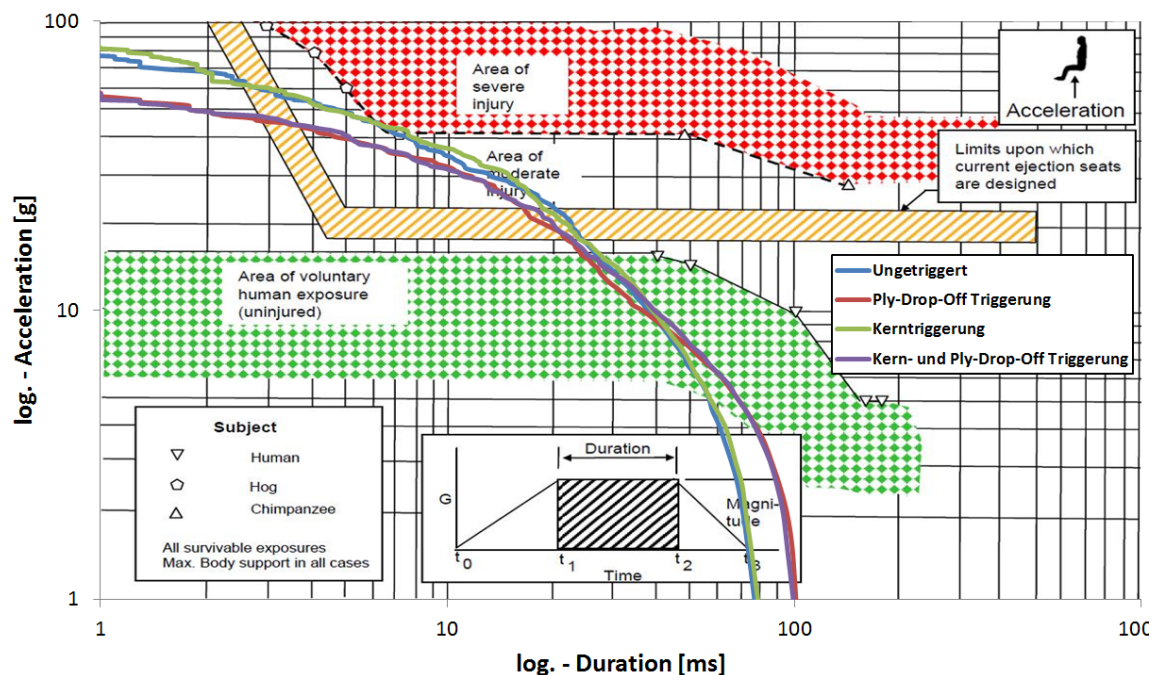 log. - Acceleration [g]
100
10
1
1
10
100
100
log. - Duration [ms]
Area of
severe
injury
Area of
moderate
injury
Acceleration
Limits upon which
current ejection seats
are designed
Area of voluntary
human exposure
(uninjured)
Ungetriggert
Ply-Drop-Off Triggerung
Kerntriggerung
Kern- und Ply-Drop-Off Triggerung
Subject
Human
Hog
Chimpanzee
All survivable exposures
Max. Body support in all cases
Duration
G
Magni-
tude
t0
t1
t2
t3
Time